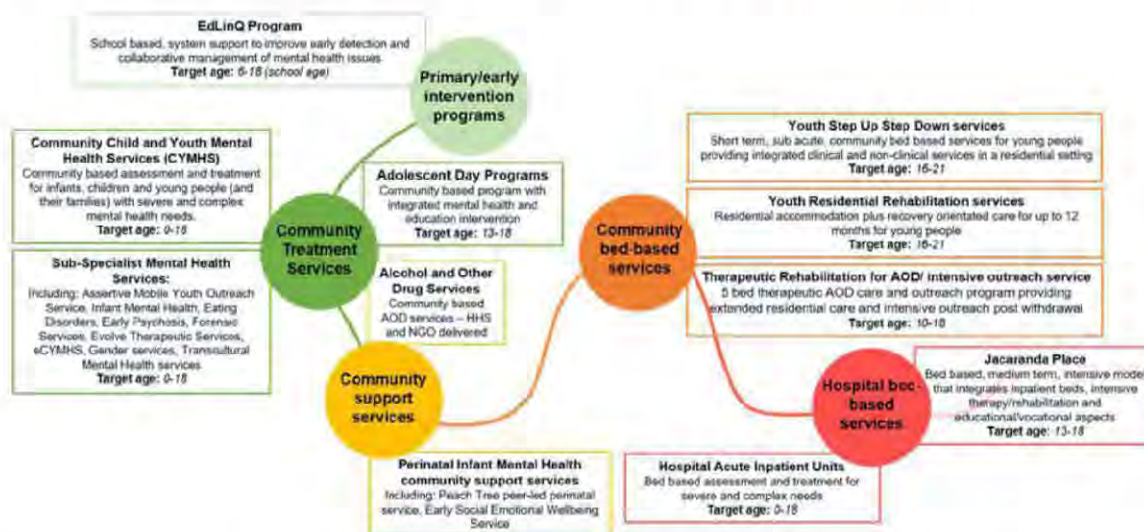 EdLinQ Program
School based, system support to improve early detection and
collaborative management of mental health issues
Target age: 6-18 (school age)
Primary/early
intervention
programs
Community Child and Youth Mental
Health Services (CYMHS)
Community based assessment and treatment
for infants, children and young people (and
their families) with severe and complex
mental health needs.
Target age: 0-18
Community
Treatment
Services
Adolescent Day Programs
Community based program with
integrated mental health and
education intervention
Target age: 13-18
Sub-Specialist Mental Health
Services:
Including: Assertive Mobile Youth Outreach
Service, Infant Mental Health, Eating
Disorders, Early Psychosis, Forensic
Services, Evolve Therapeutic Services,
eCYMHS, Gender services, Transcultural
Mental Health services
Target age: 0-18
Alcohol and Other
Drug Services
Community based
AOD services – HHS
and NGO delivered
Community
support
services
Perinatal Infant Mental Health
community support services
Including: Peach Tree peer-led perinatal
service, Early Social Emotional Wellbeing
Service
Community
bed-based
services
Youth Step Up Step Down services
Short term, sub acute, community bed based services for young people
providing integrated clinical and non-clinical services in a residential setting
Target age: 16-21
Youth Residential Rehabilitation services
Residential accommodation plus recovery orientated care for up to 12
months for young people
Target age: 16-21
Therapeutic Rehabilitation for AOD/ intensive outreach service
5 bed therapeutic AOD care and outreach program providing
extended residential care and intensive outreach post withdrawal
Target age: 10-18
Hospital bed-
based
services
Jacaranda Place
Bed based, medium term, intensive model
that integrates inpatient beds, intensive
therapy/rehabilitation and
educational/vocational aspects
Target age: 13-18
Hospital Acute Inpatient Units
Bed based assessment and treatment for
severe and complex needs
Target age: 0-18